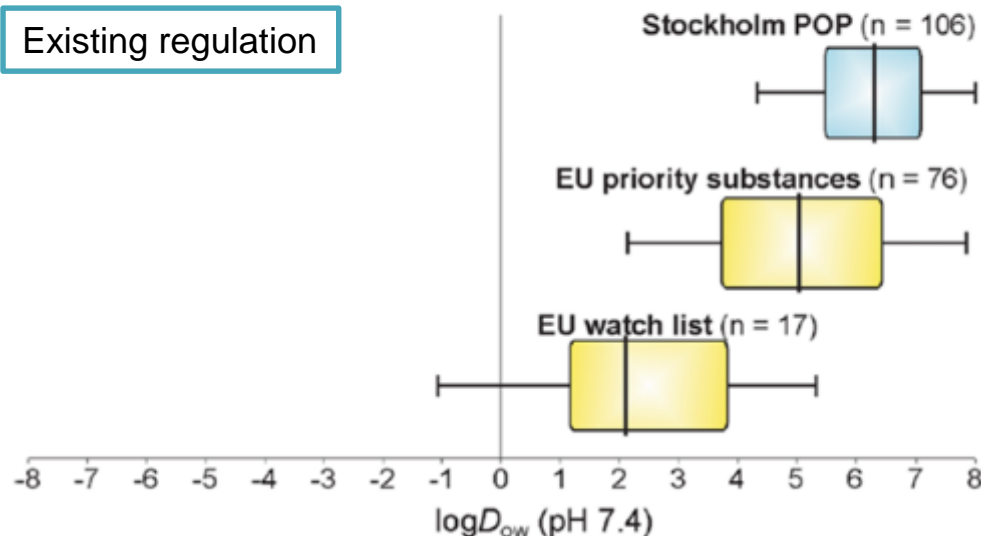 Existing regulation
Stockholm POP (n = 106)
EU priority substances (n = 76)
EU watch list (n = 17)
-8 -7 -6 -5 -4 -3 -2 -1 0 1 2 3 4 5 6 7 8
logDow (pH 7.4)